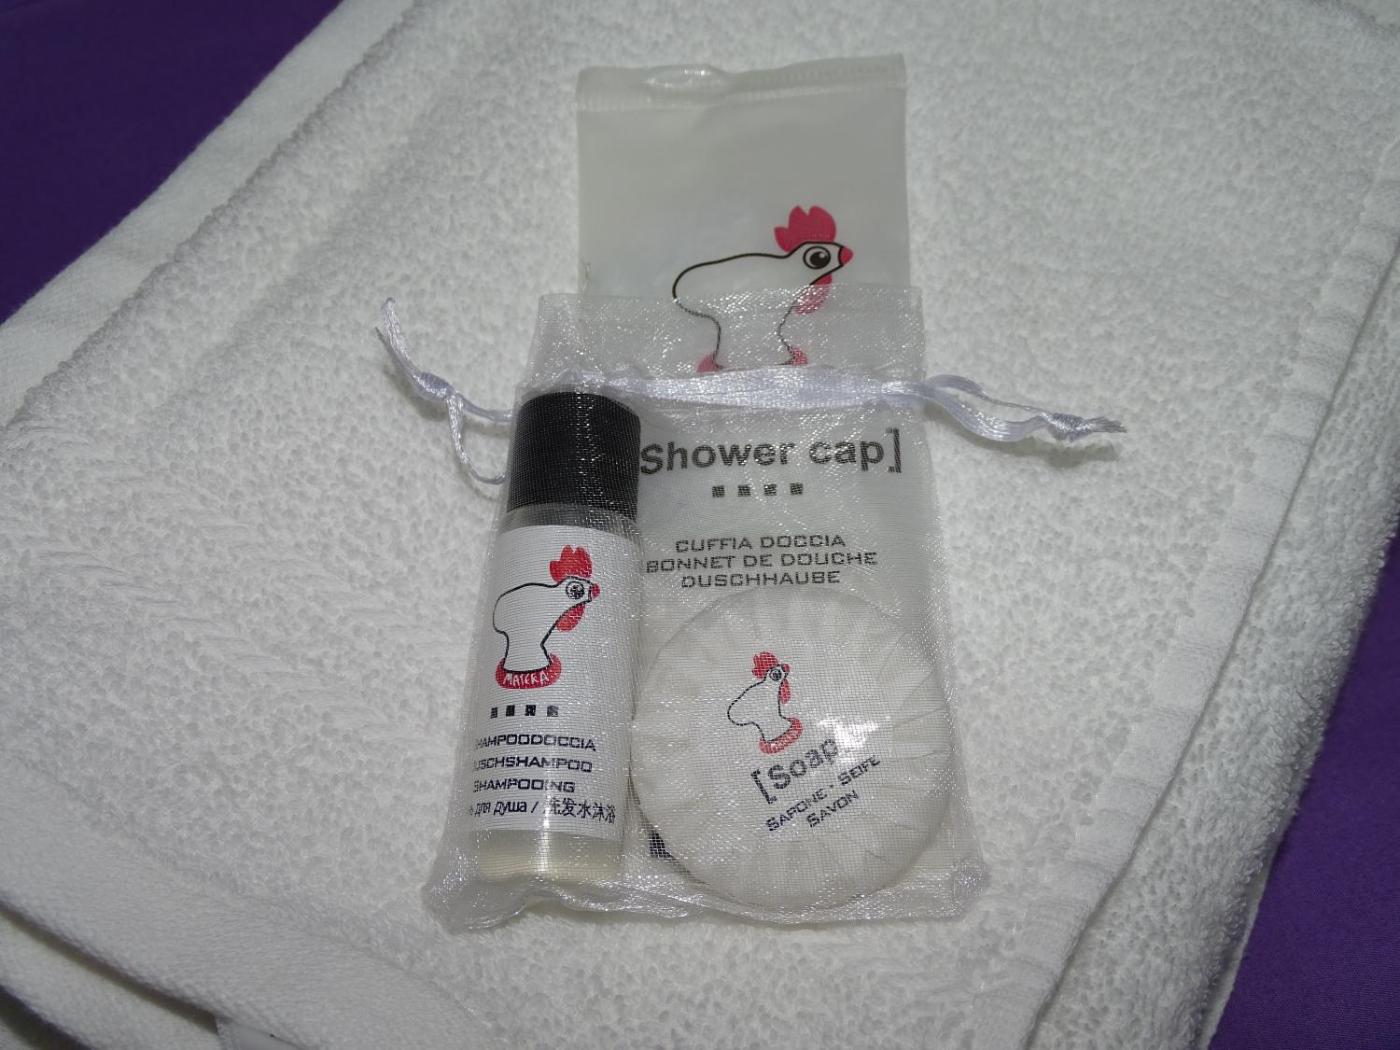 Shower cap]
CUFFIA DOCCIA
BONNET DE DOUCHE
DUSCHHAUBE
MATERA
SHAMPOODOCCIA
DUSCHSHAMPOO
SHAMPOOING
для душа / 洗发水沐浴
[Soap]
SAPONE - SEIFE
SAVON